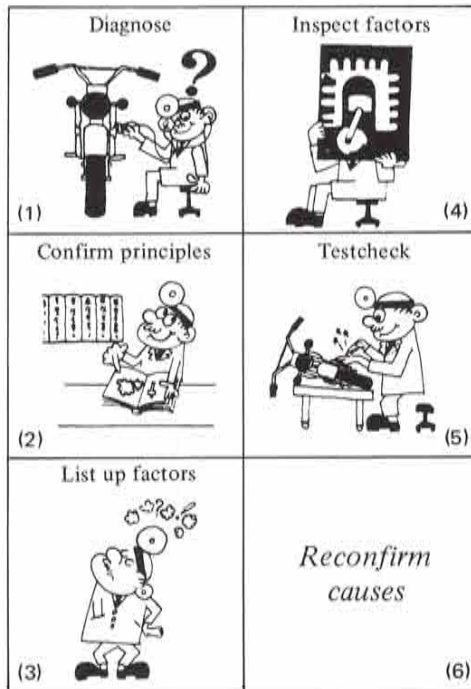 Diagnose
(1)
Confirm principles
(2)
List up factors
(3)
Inspect factors
(4)
Testcheck
(5)
Reconfirm
causes
(6)